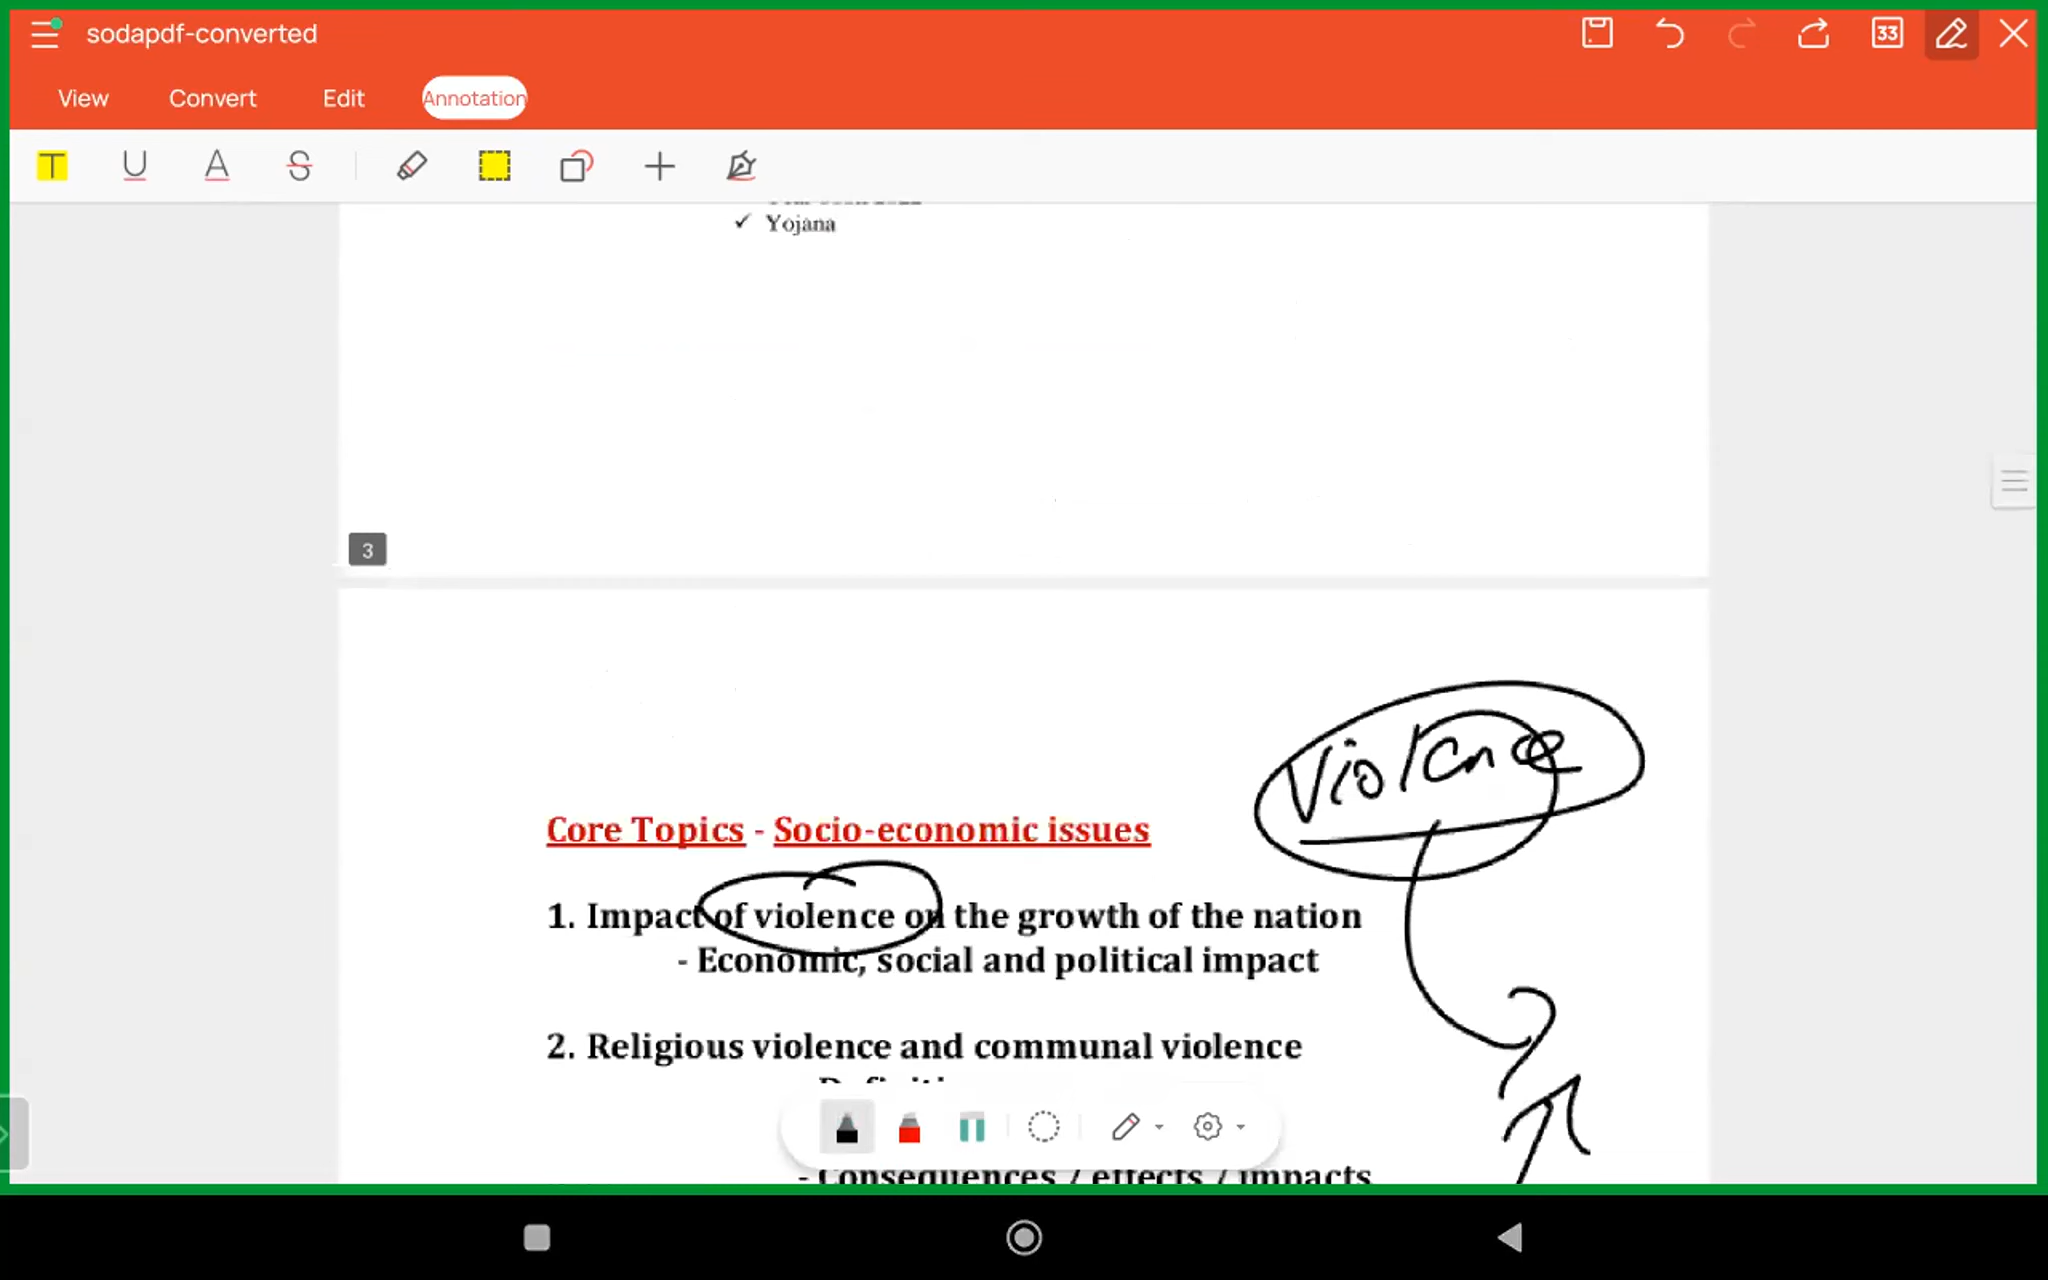 sodapdf-converted
33
View Convert Edit Annotation
T U A S
✓ Yojana
3
Violence
Core Topics - Socio-economic issues
1. Impact of violence on the growth of the nation
- Economic, social and political impact
2. Religious violence and communal violence
- Consequences / effects / impacts